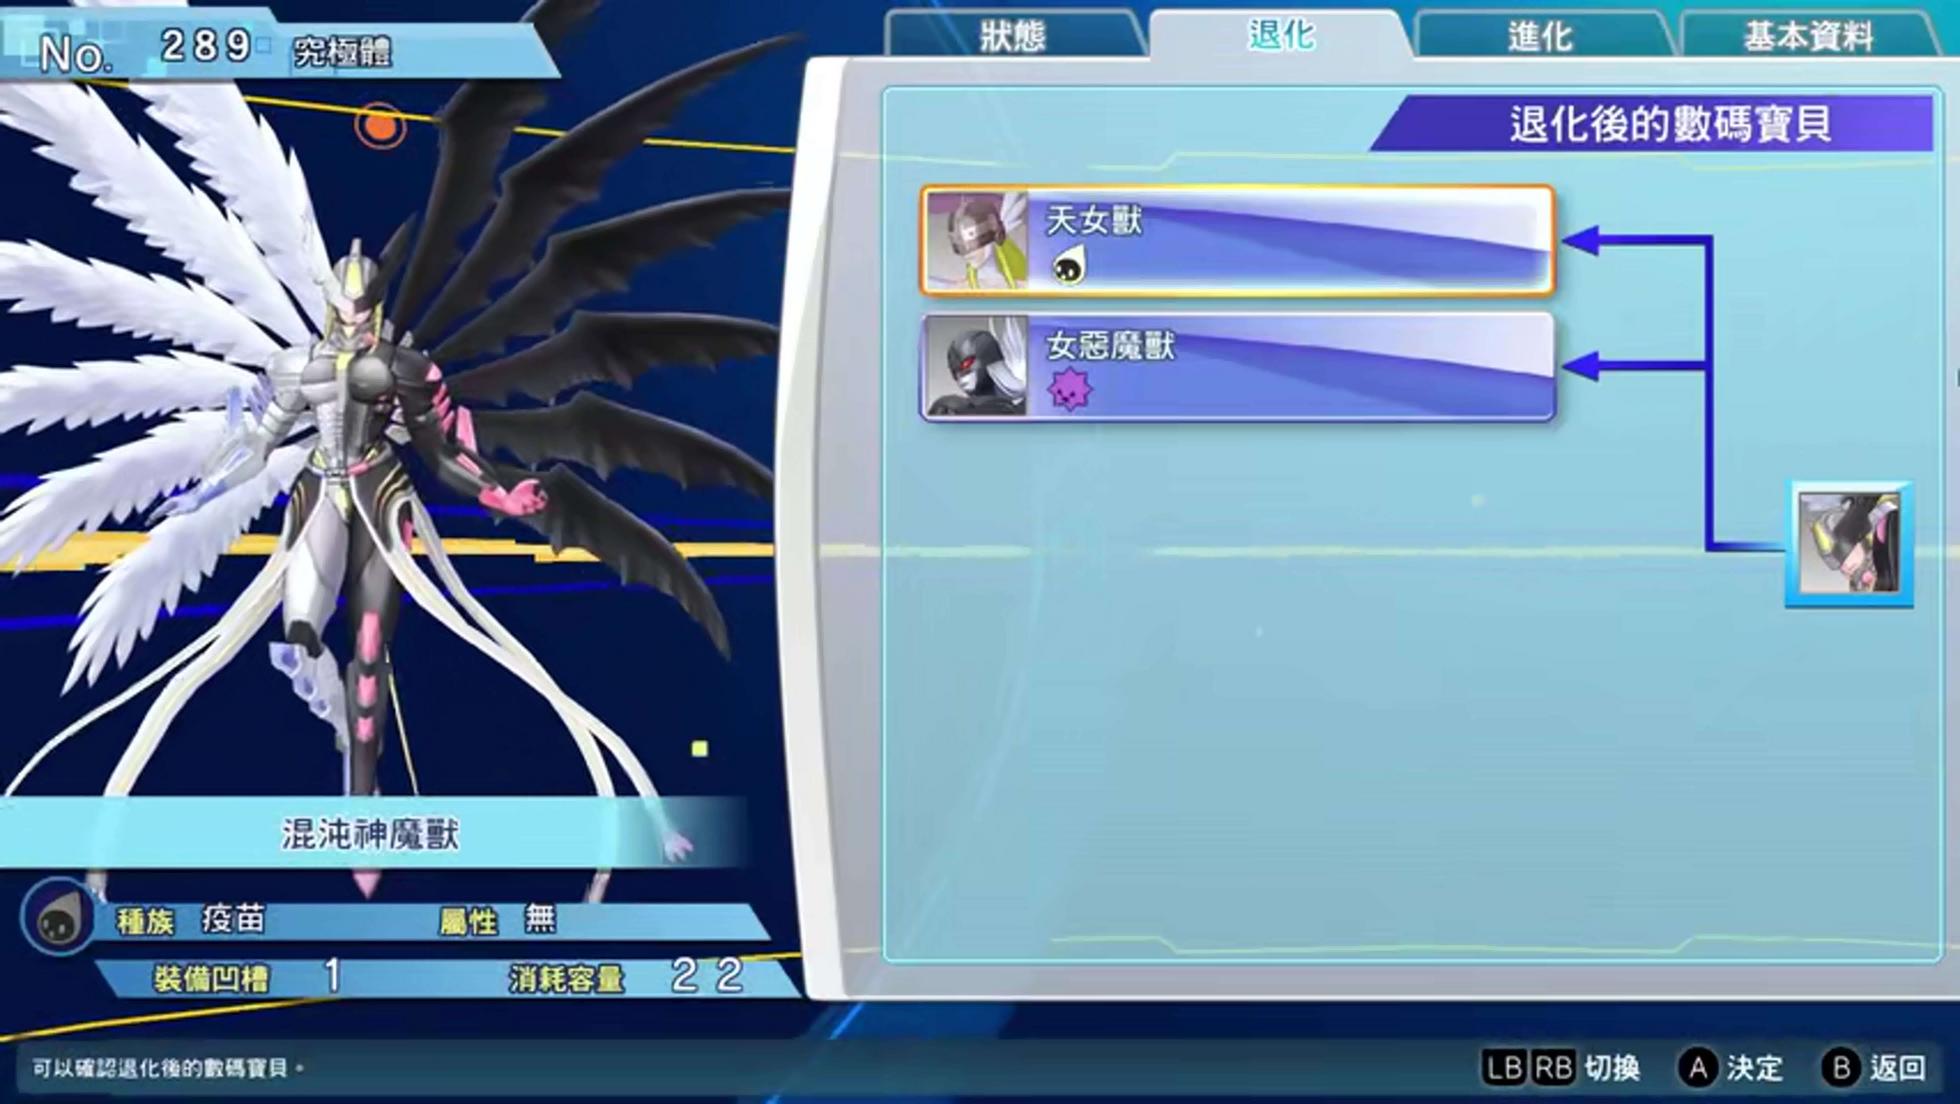 No. 289 究極體
狀態 退化 進化 基本資料
退化後的數碼寶貝
天女獸
女惡魔獸
混沌神魔獸
種族 疫苗 屬性 無
裝備凹槽 1 消耗容量 22
可以確認退化後的數碼寶貝。
LB RB 切換 A 決定 B 返回